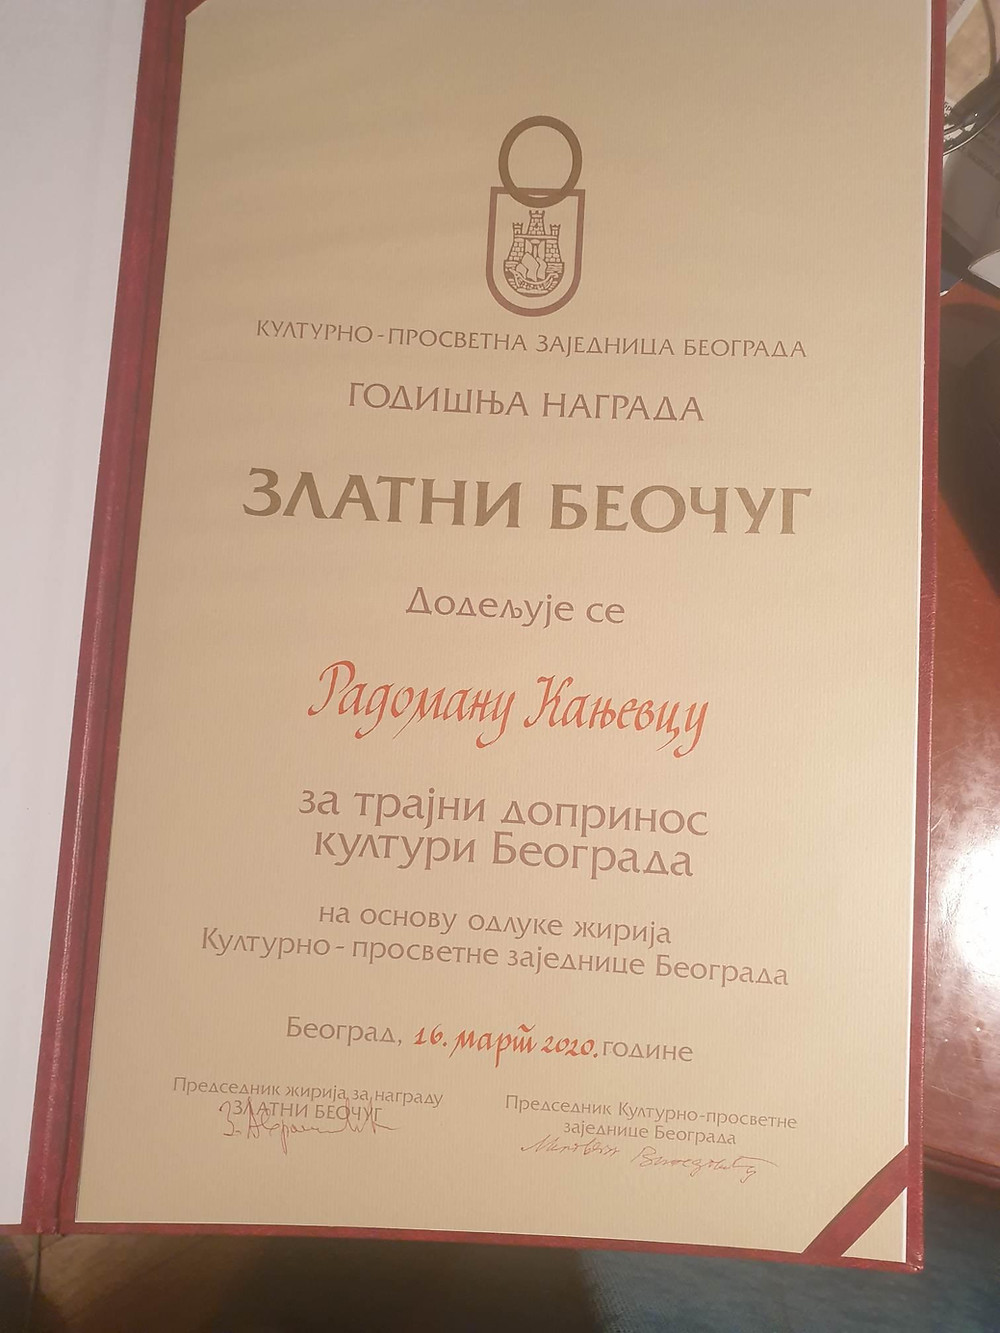 КУЛТУРНО-ПРОСВЕТНА ЗАЈЕДНИЦА БЕОГРАДА
ГОДИШЊА НАГРАДА
ЗЛАТНИ БЕОЧУГ
Додељује се
Радоману Кањевцу
за трајни допринос
култури Београда
на основу одлуке жирија
Културно-просветне заједнице Београда
Београд, 16. март 2020. године
Председник жирија за награду
ЗЛАТНИ БЕОЧУГ
Председник Културно-просветне
заједнице Београда